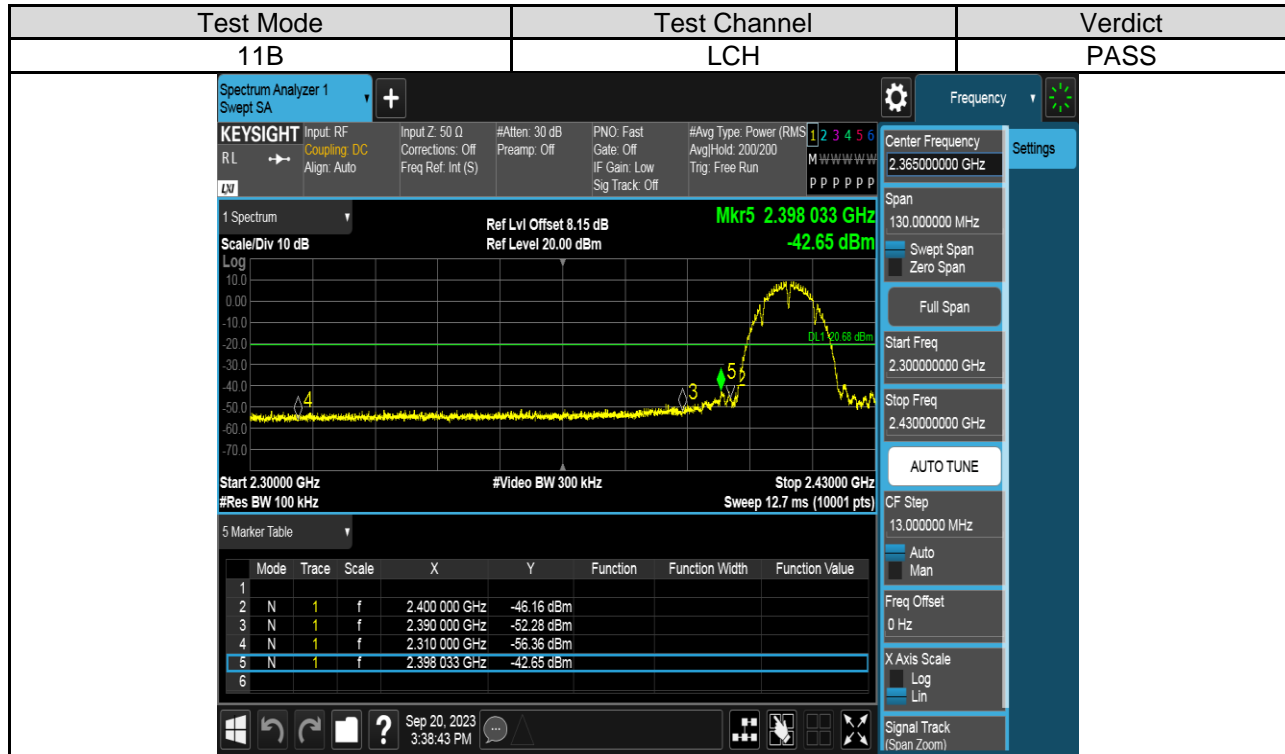 Test Mode Test Channel Verdict
11B LCH PASS
Spectrum Analyzer 1
Swept SA
+
Frequency
KEYSIGHT Input: RF Input Z: 50 Ω #Atten: 30 dB PNO: Fast #Avg Type: Power (RMS 1 2 3 4 5 6
RL Coupling: DC Corrections: Off Preamp: Off Gate: Off Avg|Hold: 200/200 M W W W W W
Align: Auto Freq Ref: Int (S) IF Gain: Low Trig: Free Run
LXI Sig Track: Off P P P P P P
1 Spectrum Ref Lvl Offset 8.15 dB Mkr5 2.398 033 GHz
Scale/Div 10 dB Ref Level 20.00 dBm -42.65 dBm
Log
10.0
0.00
-10.0
DL1 -20.68 dBm
-20.0
-30.0
5 2
-40.0
4 3
-50.0
-60.0
-70.0
Start 2.30000 GHz #Video BW 300 kHz Stop 2.43000 GHz
#Res BW 100 kHz Sweep 12.7 ms (10001 pts)
5 Marker Table
Mode Trace Scale X Y Function Function Width Function Value
1
2 N 1 f 2.400 000 GHz -46.16 dBm
3 N 1 f 2.390 000 GHz -52.28 dBm
4 N 1 f 2.310 000 GHz -56.36 dBm
5 N 1 f 2.398 033 GHz -42.65 dBm
6
Center Frequency
2.365000000 GHz
Settings
Span
130.000000 MHz
Swept Span
Zero Span
Full Span
Start Freq
2.300000000 GHz
Stop Freq
2.430000000 GHz
AUTO TUNE
CF Step
13.000000 MHz
Auto
Man
Freq Offset
0 Hz
X Axis Scale
Log
Lin
Signal Track
(Span Zoom)
? Sep 20, 2023
3:38:43 PM